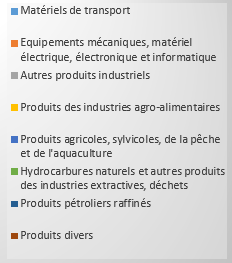 Matériels de transport
Equipements mécaniques, matériel
électrique, électronique et informatique
Autres produits industriels
Produits des industries agro-alimentaires
Produits agricoles, sylvicoles, de la pêche
et de l'aquaculture
Hydrocarbures naturels et autres produits
des industries extractives, déchets
Produits pétroliers raffinés
Produits divers